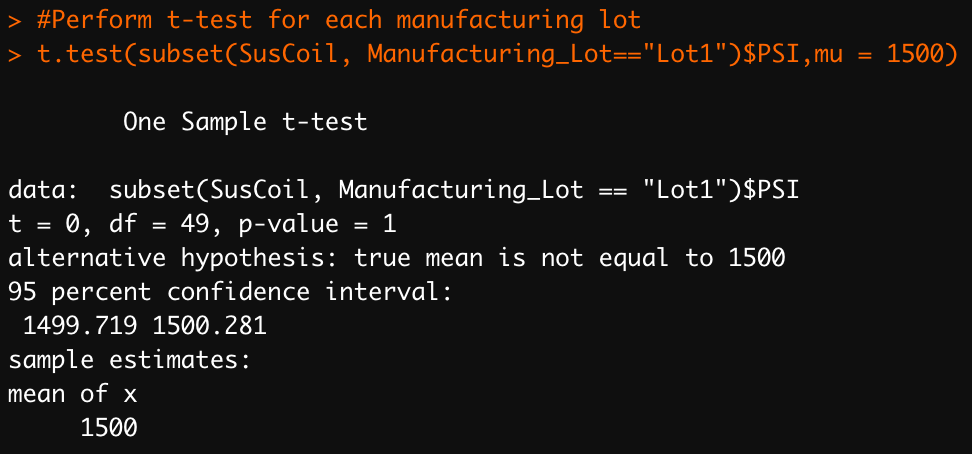 > #Perform t-test for each manufacturing lot
> t.test(subset(SusCoil, Manufacturing_Lot=="Lot1")$PSI,mu = 1500)
One Sample t-test
data:  subset(SusCoil, Manufacturing_Lot == "Lot1")$PSI
t = 0, df = 49, p-value = 1
alternative hypothesis: true mean is not equal to 1500
95 percent confidence interval:
1499.719 1500.281
sample estimates:
mean of x
1500